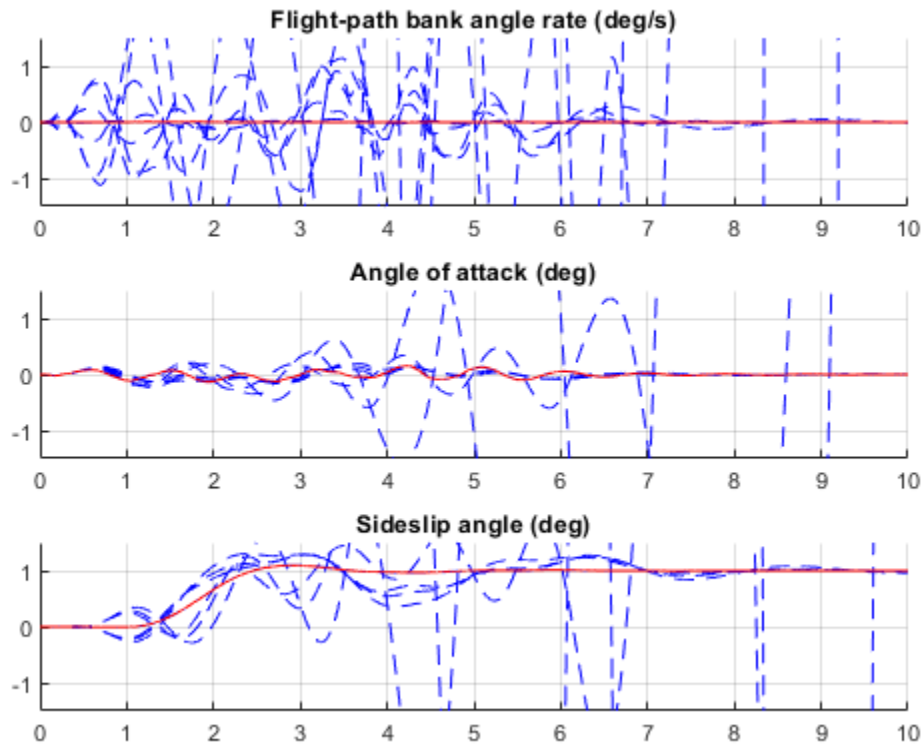 Flight-path bank angle rate (deg/s)
1
0
-1
0 1 2 3 4 5 6 7 8 9 10
Angle of attack (deg)
1
0
-1
0 1 2 3 4 5 6 7 8 9 10
Sideslip angle (deg)
1
0
-1
0 1 2 3 4 5 6 7 8 9 10